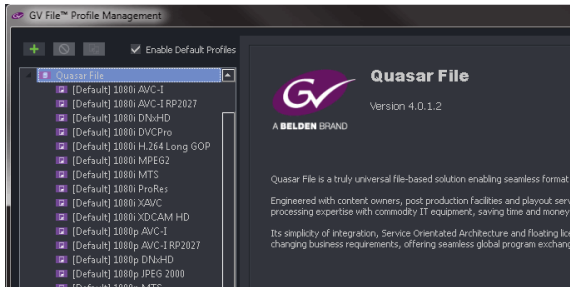 GV File™ Profile Management
Enable Default Profiles
Quasar File
[Default] 1080i AVC-I
[Default] 1080i AVC-I RP2027
[Default] 1080i DNxHD
[Default] 1080i DVCPro
[Default] 1080i H.264 Long GOP
[Default] 1080i MPEG2
[Default] 1080i MTS
[Default] 1080i ProRes
[Default] 1080i XAVC
[Default] 1080i XDCAM HD
[Default] 1080p AVC-I
[Default] 1080p AVC-I RP2027
[Default] 1080p DNxHD
[Default] 1080p JPEG 2000
[Default] 1080p MTS
GV
A BELDEN BRAND
Quasar File
Version 4.0.1.2
Quasar File is a truly universal file-based solution enabling seamless format
Engineered with content owners, post production facilities and playout serv
processing expertise with commodity IT equipment, saving time and money
Its simplicity of integration, Service Orientated Architecture and floating lic
changing business requirements, offering seamless global program exchang